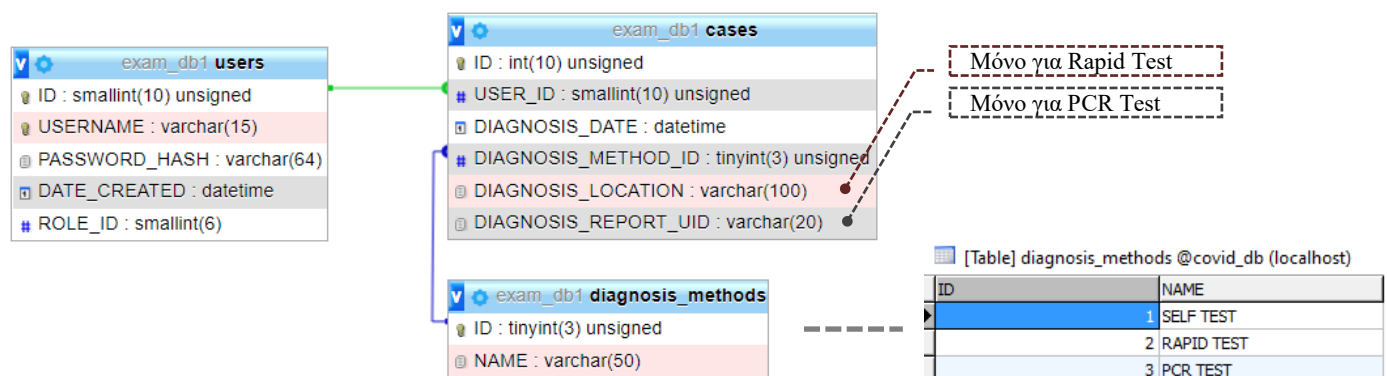 exam_db1 users
ID : smallint(10) unsigned
USERNAME : varchar(15)
PASSWORD_HASH : varchar(64)
DATE_CREATED : datetime
ROLE_ID : smallint(6)
exam_db1 cases
ID : int(10) unsigned
USER_ID : smallint(10) unsigned
DIAGNOSIS_DATE : datetime
DIAGNOSIS_METHOD_ID : tinyint(3) unsigned
DIAGNOSIS_LOCATION : varchar(100)
DIAGNOSIS_REPORT_UID : varchar(20)
Μόνο για Rapid Test
Μόνο για PCR Test
exam_db1 diagnosis_methods
ID : tinyint(3) unsigned
NAME : varchar(50)
[Table] diagnosis_methods @covid_db (localhost)
ID NAME
1 SELF TEST
2 RAPID TEST
3 PCR TEST